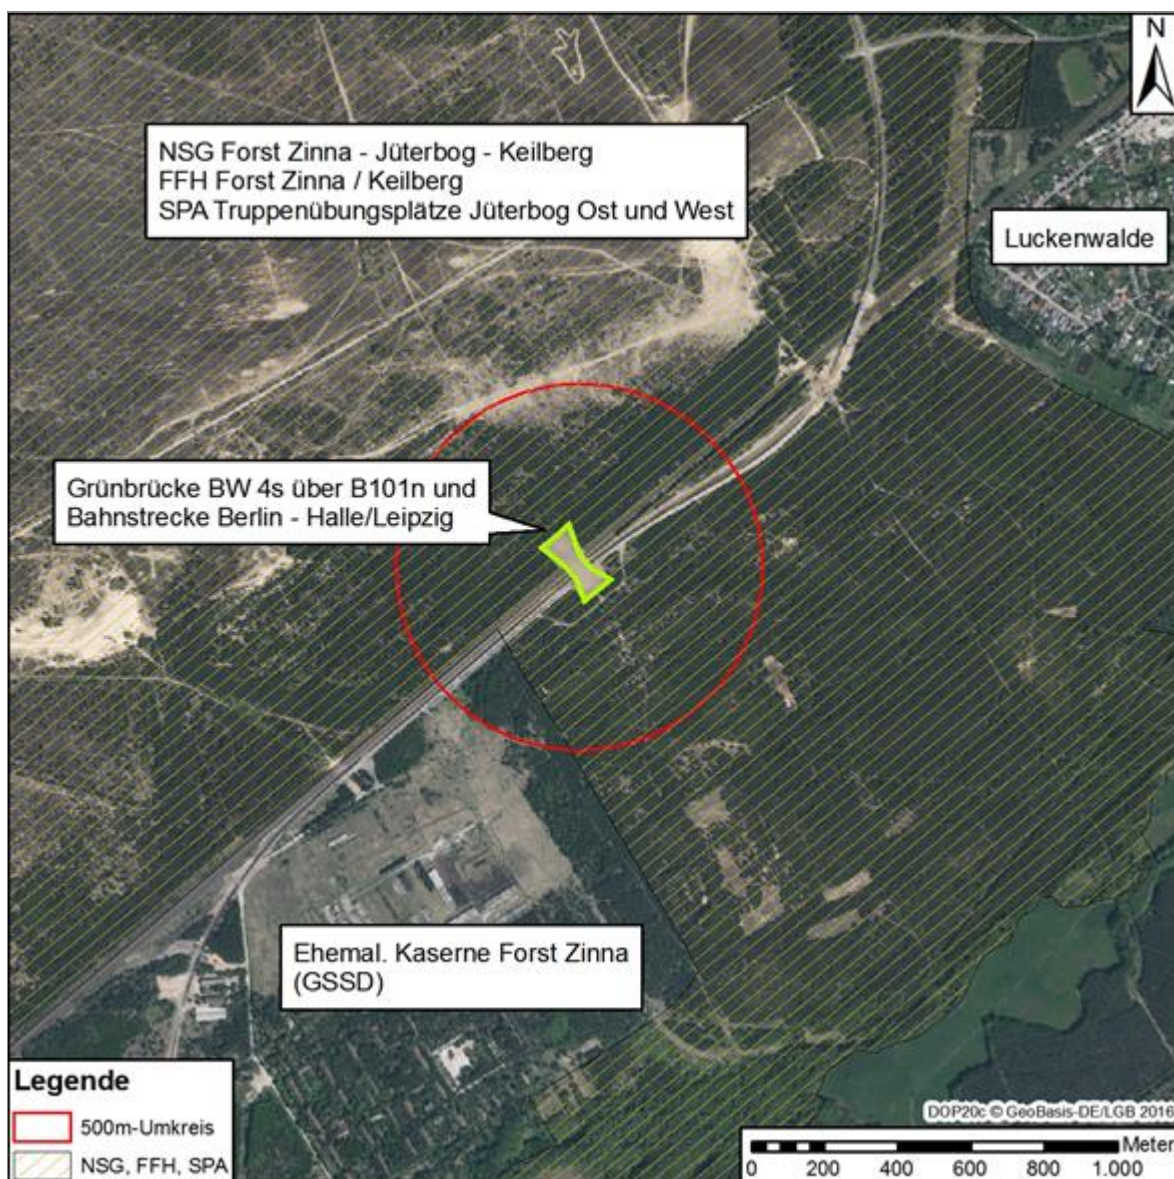 N
NSG Forst Zinna - Jüterbog - Keilberg
FFH Forst Zinna / Keilberg
SPA Truppenübungsplätze Jüterbog Ost und West
Luckenwalde
Grünbrücke BW 4s über B101n und
Bahnstrecke Berlin - Halle/Leipzig
Ehemal. Kaserne Forst Zinna
(GSSD)
Legende
500m-Umkreis
NSG, FFH, SPA
DOP20c © GeoBasis-DE/LGB 2016
Meter
0 200 400 600 800 1.000